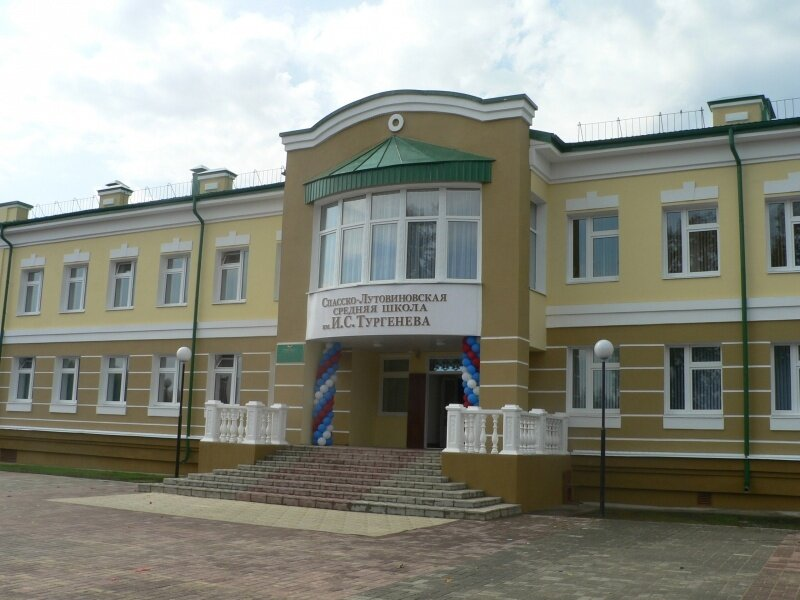 Спасско-Лутовиновская
средняя школа
им. И.С. Тургенева